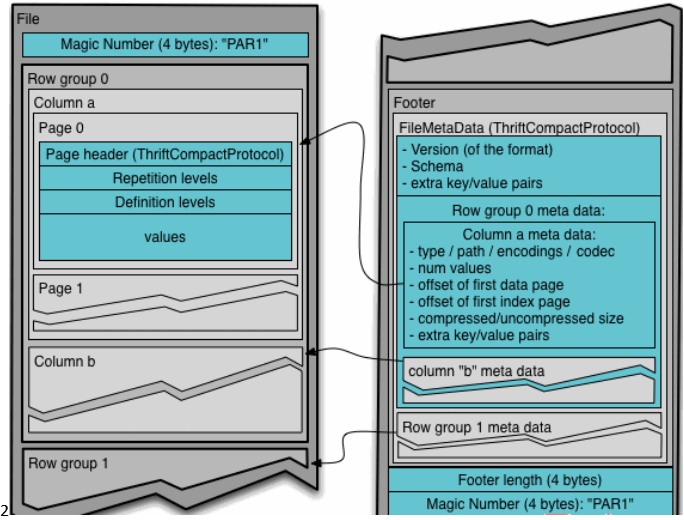 File
Magic Number (4 bytes): "PAR1"
Row group 0
Column a
Page 0
Page header (ThriftCompactProtocol)
Repetition levels
Definition levels
values
Page 1
Column b
Row group 1
2
Footer
FileMetaData (ThriftCompactProtocol)
- Version (of the format)
- Schema
- extra key/value pairs
Row group 0 meta data:
Column a meta data:
- type / path / encodings / codec
- num values
- offset of first data page
- offset of first index page
- compressed/uncompressed size
- extra key/value pairs
column "b" meta data
Row group 1 meta data
Footer length (4 bytes)
Magic Number (4 bytes): "PAR1"